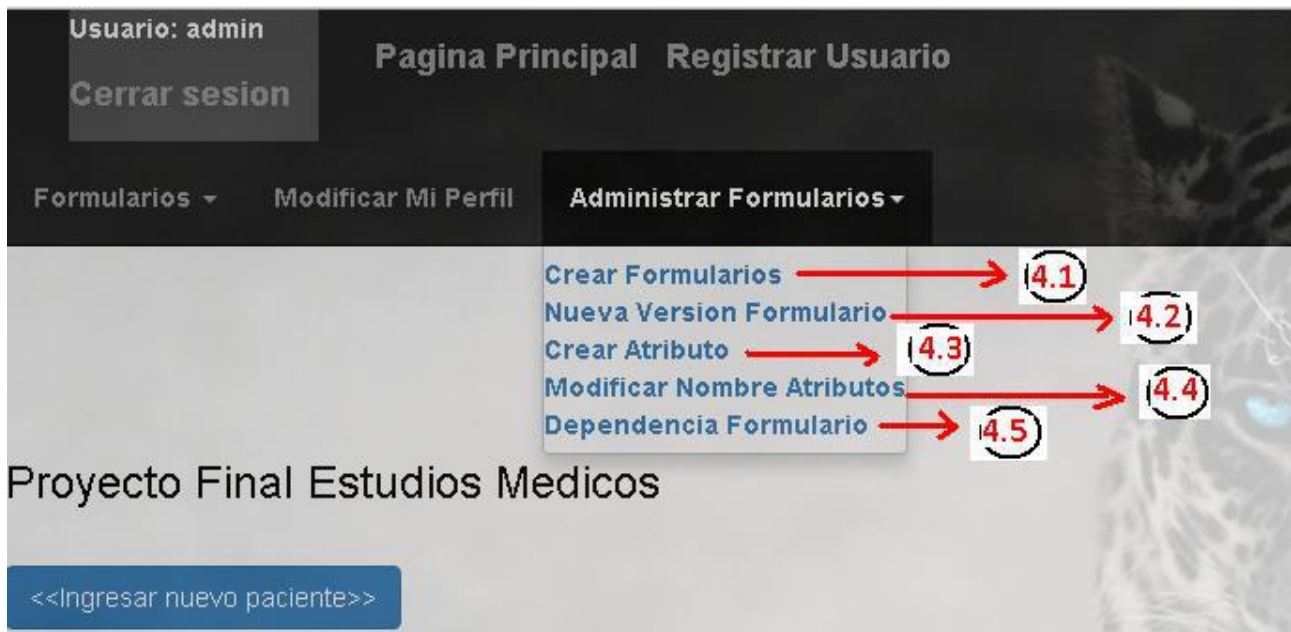 Usuario: admin
Pagina Principal Registrar Usuario
Cerrar sesion
Formularios Modificar Mi Perfil Administrar Formularios
Crear Formularios 4.1
Nueva Version Formulario 4.2
Crear Atributo 4.3
Modificar Nombre Atributos 4.4
Dependencia Formulario 4.5
Proyecto Final Estudios Medicos
<<Ingresar nuevo paciente>>